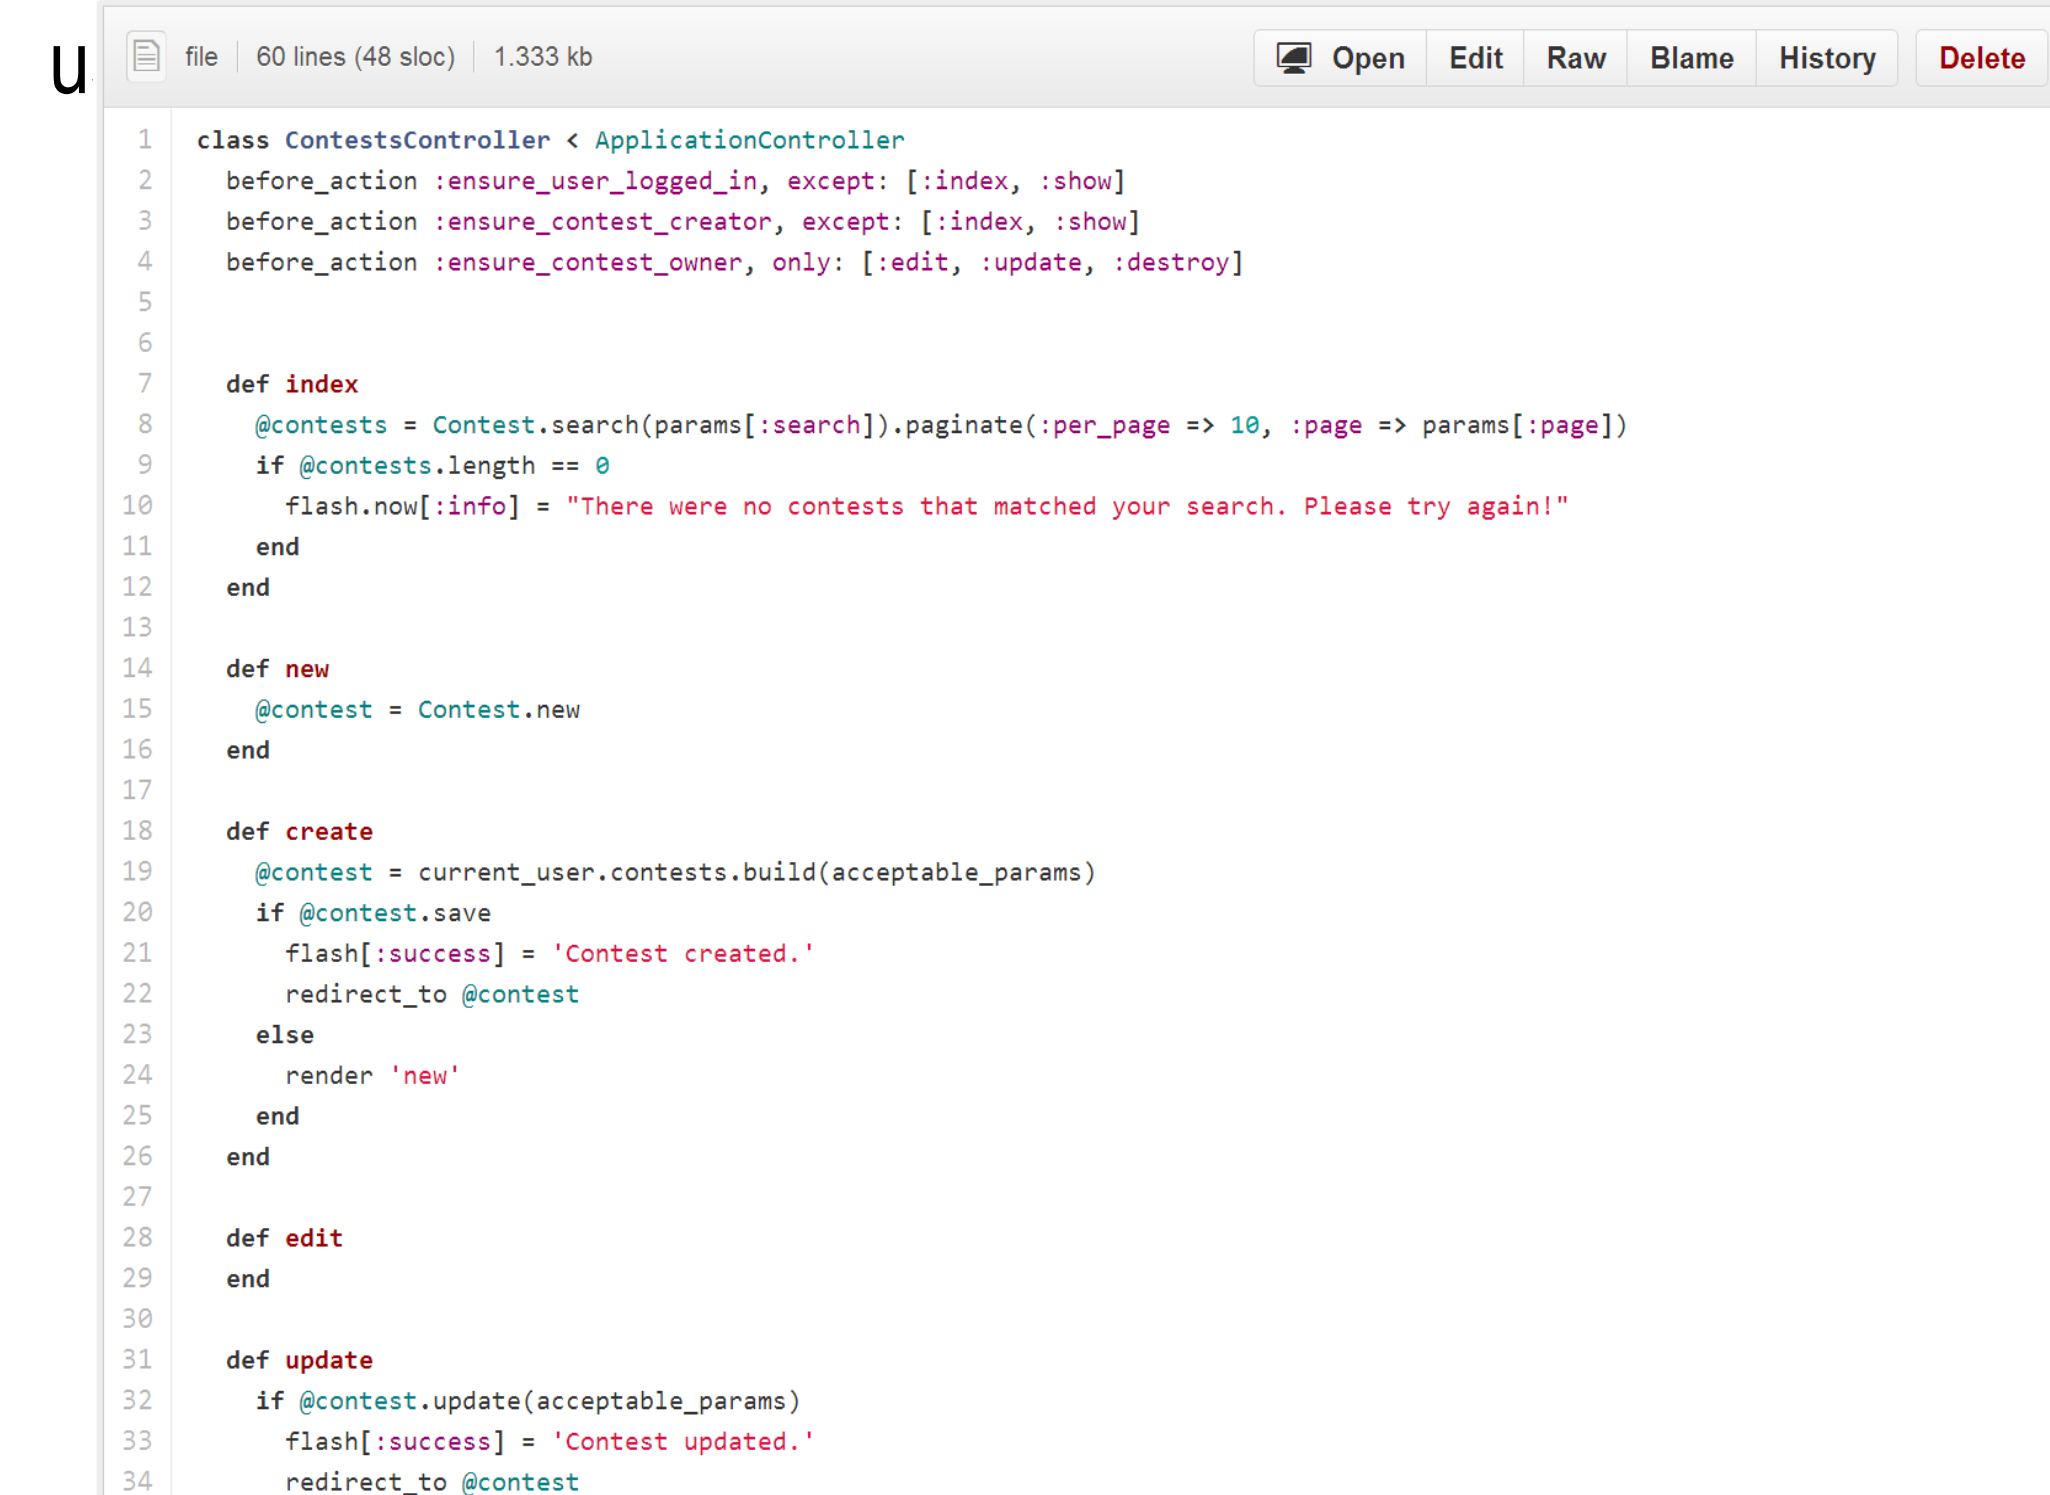 u
file 60 lines (48 sloc) 1.333 kb Open Edit Raw Blame History Delete
1 class ContestsController < ApplicationController
2 before_action :ensure_user_logged_in, except: [:index, :show]
3 before_action :ensure_contest_creator, except: [:index, :show]
4 before_action :ensure_contest_owner, only: [:edit, :update, :destroy]
5
6
7 def index
8 @contests = Contest.search(params[:search]).paginate(:per_page => 10, :page => params[:page])
9 if @contests.length == 0
10 flash.now[:info] = "There were no contests that matched your search. Please try again!"
11 end
12 end
13
14 def new
15 @contest = Contest.new
16 end
17
18 def create
19 @contest = current_user.contests.build(acceptable_params)
20 if @contest.save
21 flash[:success] = 'Contest created.'
22 redirect_to @contest
23 else
24 render 'new'
25 end
26 end
27
28 def edit
29 end
30
31 def update
32 if @contest.update(acceptable_params)
33 flash[:success] = 'Contest updated.'
34 redirect_to @contest